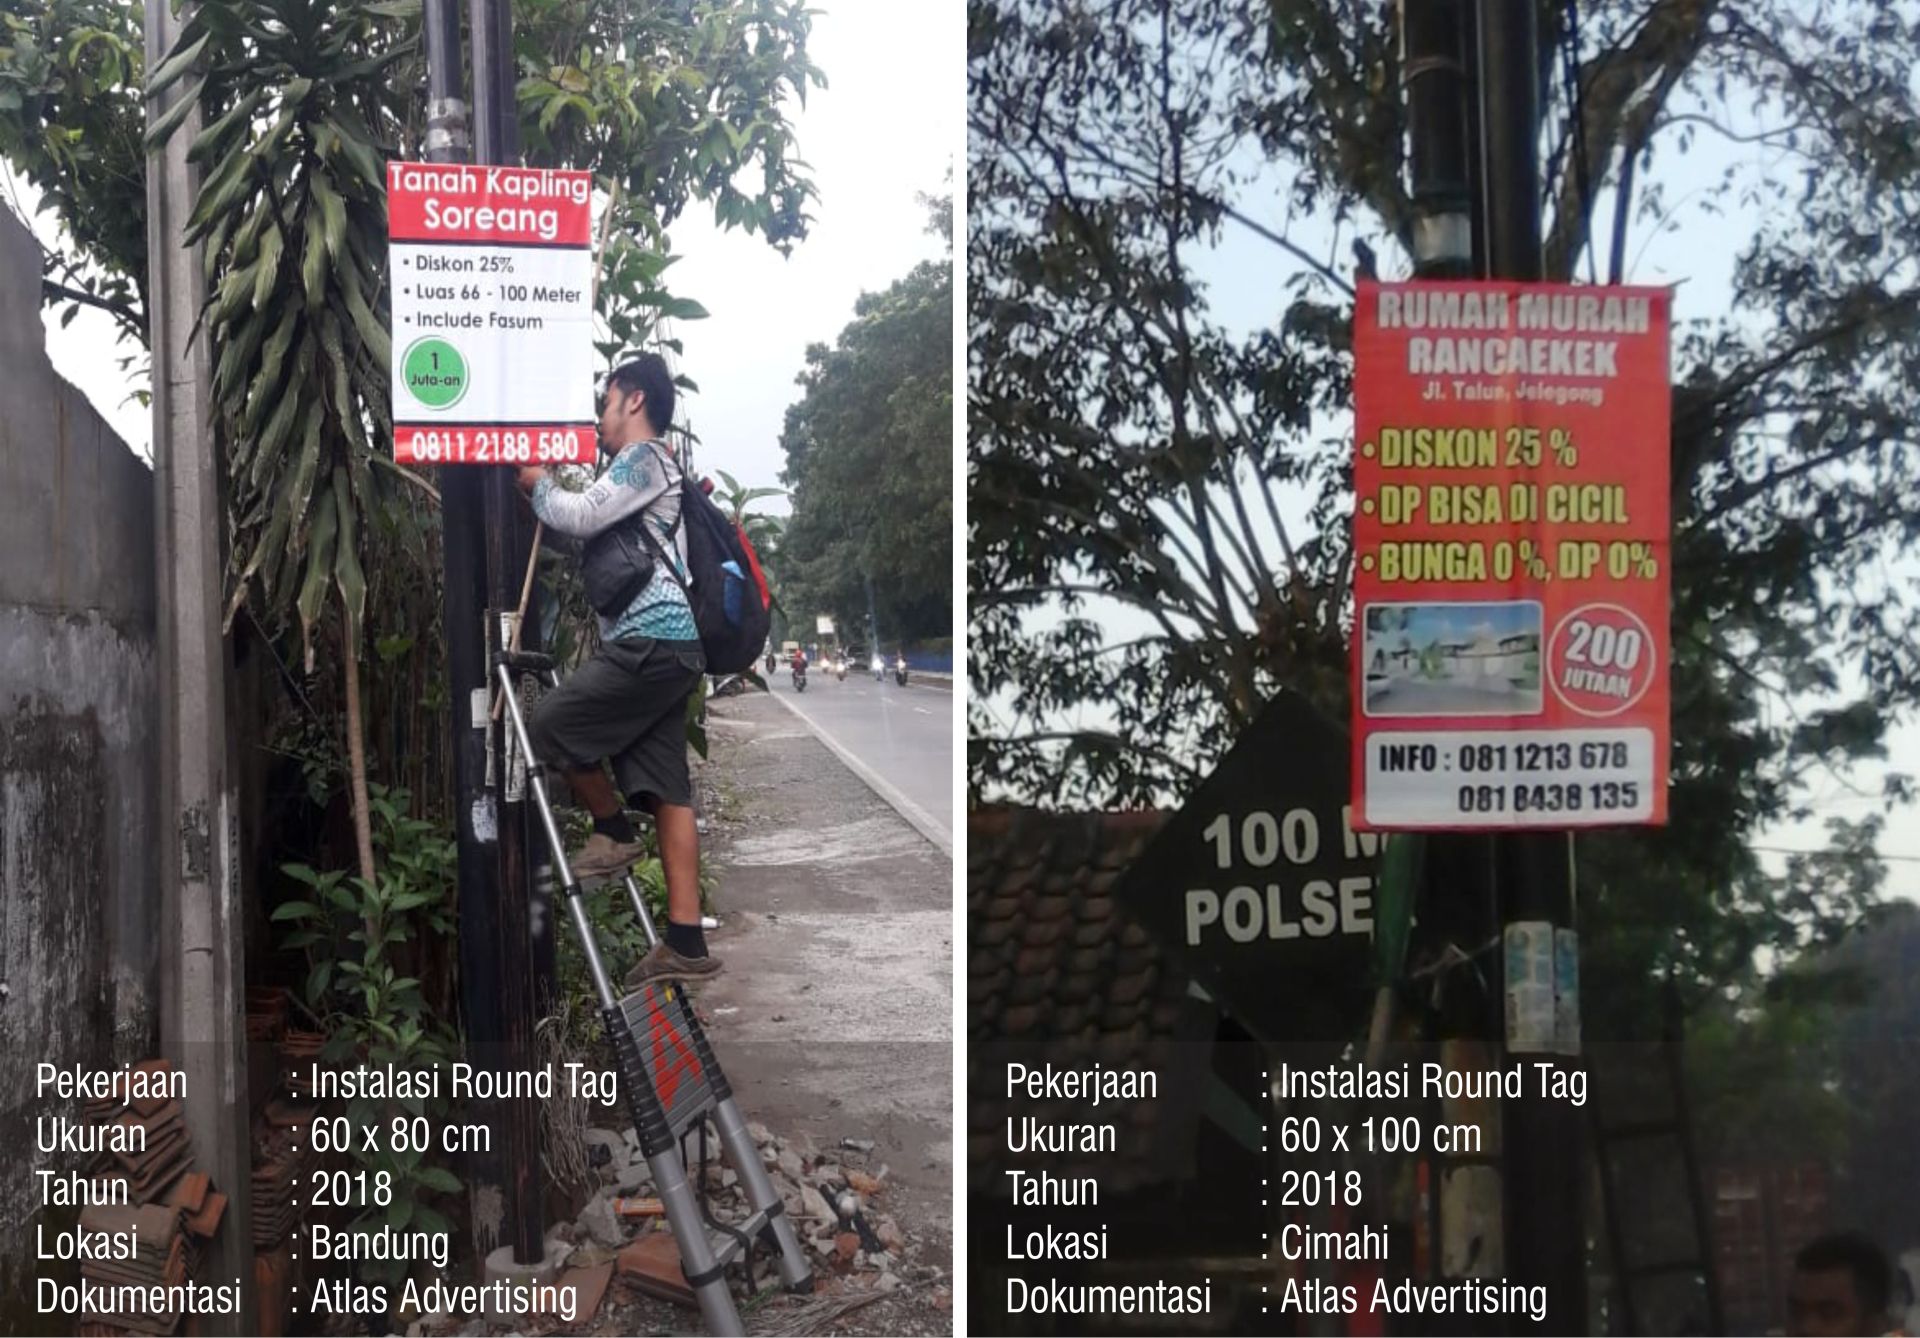 Tanah Kapling
Soreang
• Diskon 25%
• Luas 66 - 100 Meter
• Include Fasum
1
Juta-an
0811 2188 580
Pekerjaan : Instalasi Round Tag
Ukuran : 60 x 80 cm
Tahun : 2018
Lokasi : Bandung
Dokumentasi : Atlas Advertising
RUMAH MURAH
RANCAEKEK
Jl. Talun, Jelegong
• DISKON 25 %
• DP BISA DI CICIL
• BUNGA 0 %, DP 0%
200
JUTAAN
INFO : 081 1213 678
081 8438 135
100 M
POLSE
Pekerjaan : Instalasi Round Tag
Ukuran : 60 x 100 cm
Tahun : 2018
Lokasi : Cimahi
Dokumentasi : Atlas Advertising